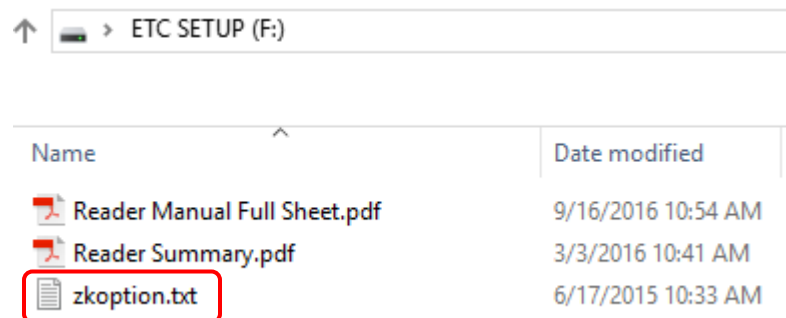 ETC SETUP (F:)
Name Date modified
Reader Manual Full Sheet.pdf 9/16/2016 10:54 AM
Reader Summary.pdf 3/3/2016 10:41 AM
zkoption.txt 6/17/2015 10:33 AM